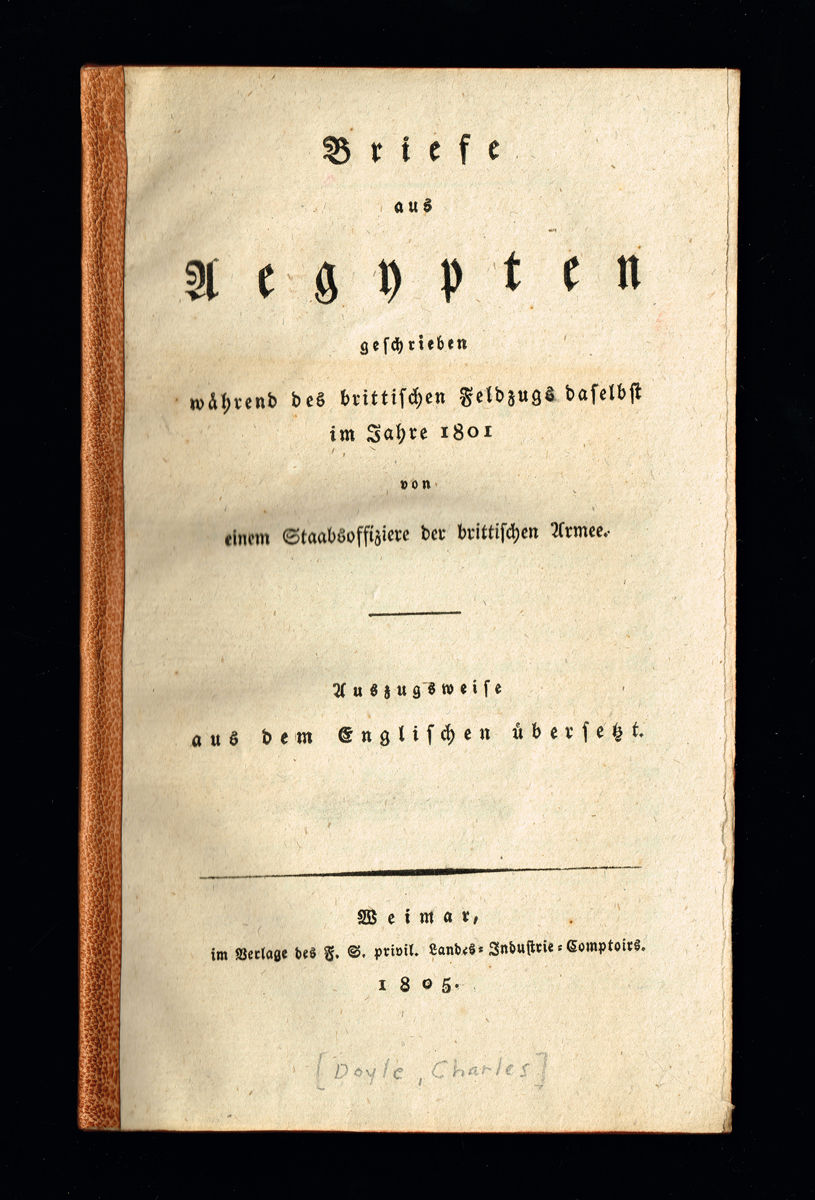 Briefe
aus
Aegypten
geschrieben
während des brittischen Feldzugs daselbst
im Jahre 1801
von
einem Staabsoffiziere der brittischen Armee.
Auszugsweise
aus dem Englischen übersetzt.
Weimar,
im Verlage des F. S. privil. Landes-Industrie-Comptoirs.
1805.
[Doyle, Charles]